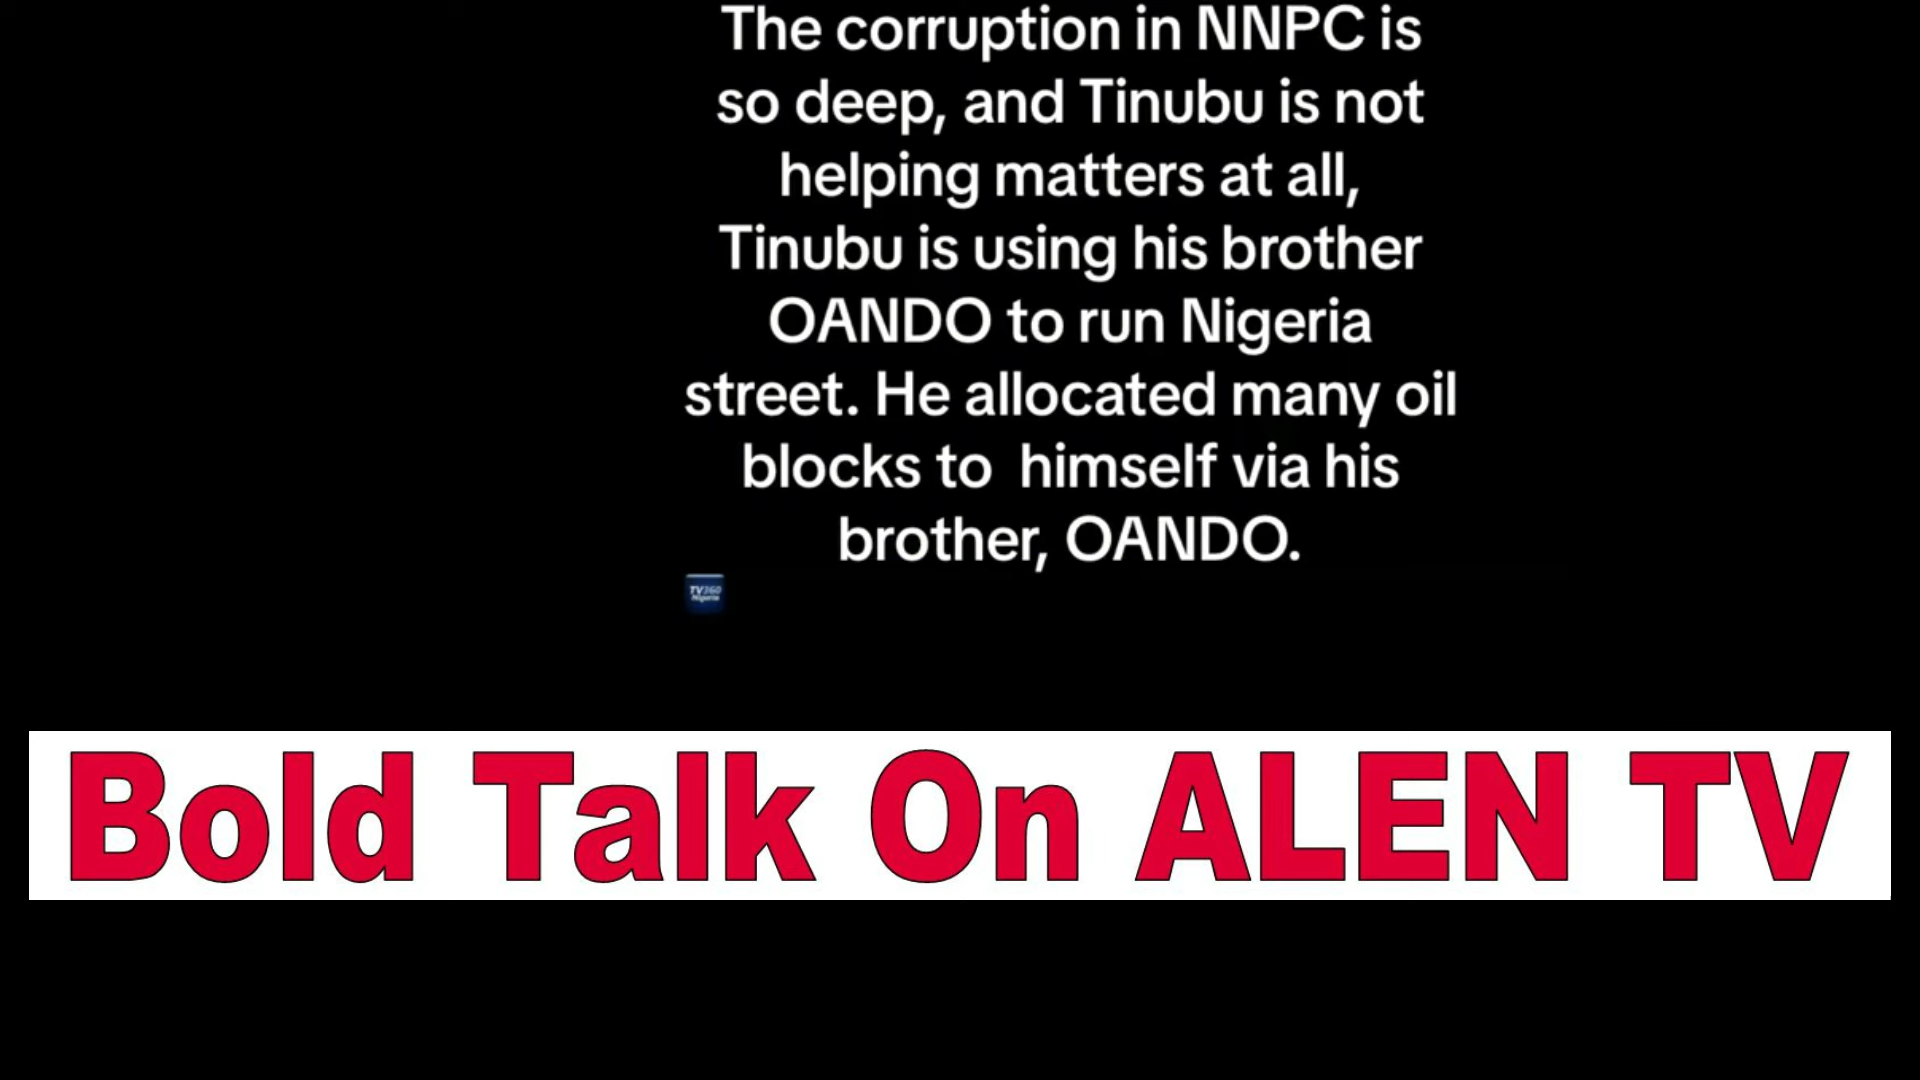 The corruption in NNPC is
so deep, and Tinubu is not
helping matters at all,
Tinubu is using his brother
OANDO to run Nigeria
street. He allocated many oil
blocks to  himself via his
brother, OANDO.
TV360
Nigeria
Bold Talk On ALEN TV